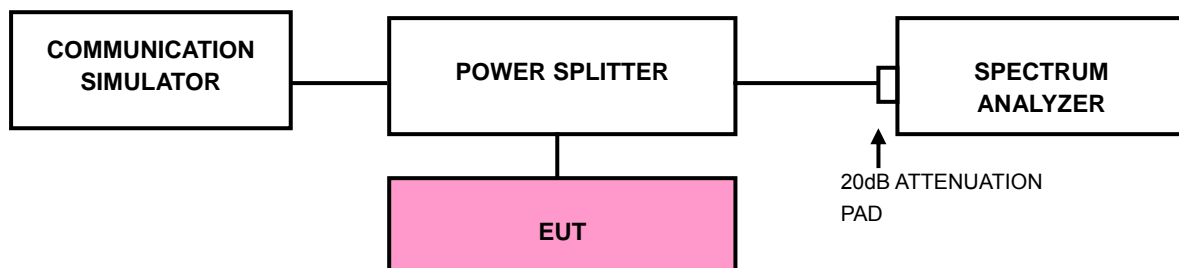 COMMUNICATION
SIMULATOR
POWER SPLITTER
SPECTRUM
ANALYZER
20dB ATTENUATION
PAD
EUT